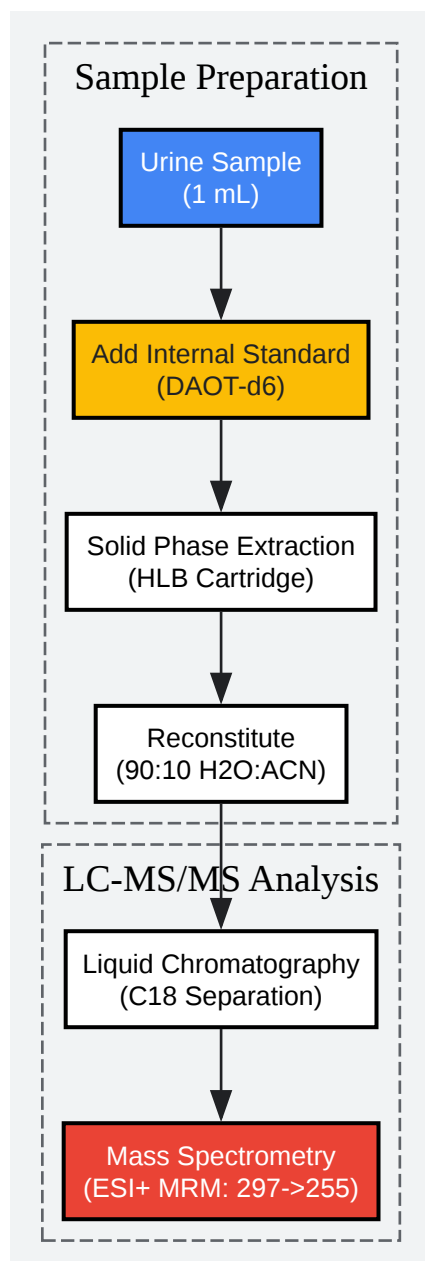 Sample Preparation
Urine Sample
(1 mL)
Add Internal Standard
(DAOT-d6)
Solid Phase Extraction
(HLB Cartridge)
Reconstitute
(90:10 H2O:ACN)
LC-MS/MS Analysis
Liquid Chromatography
(C18 Separation)
Mass Spectrometry
(ESI+ MRM: 297->255)